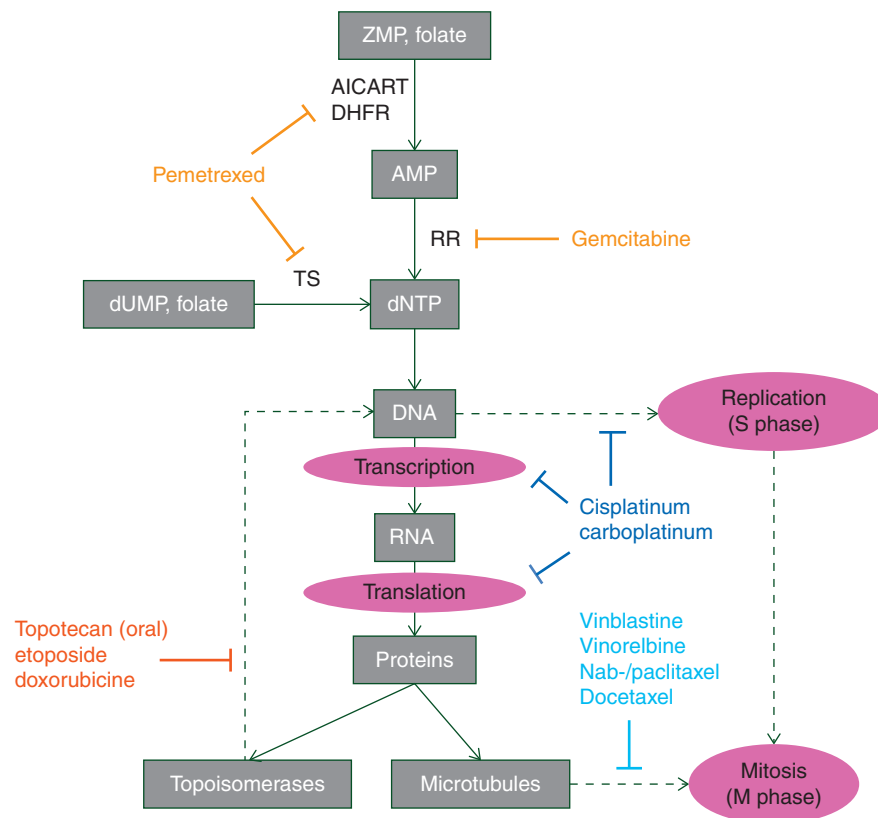 ZMP, folate
AICART
DHFR
Pemetrexed
AMP
RR
Gemcitabine
TS
dUMP, folate
dNTP
DNA
Replication
(S phase)
Transcription
Cisplatinum
carboplatinum
RNA
Translation
Topotecan (oral)
etoposide
doxorubicine
Vinblastine
Vinorelbine
Nab-/paclitaxel
Docetaxel
Proteins
Topoisomerases
Microtubules
Mitosis
(M phase)